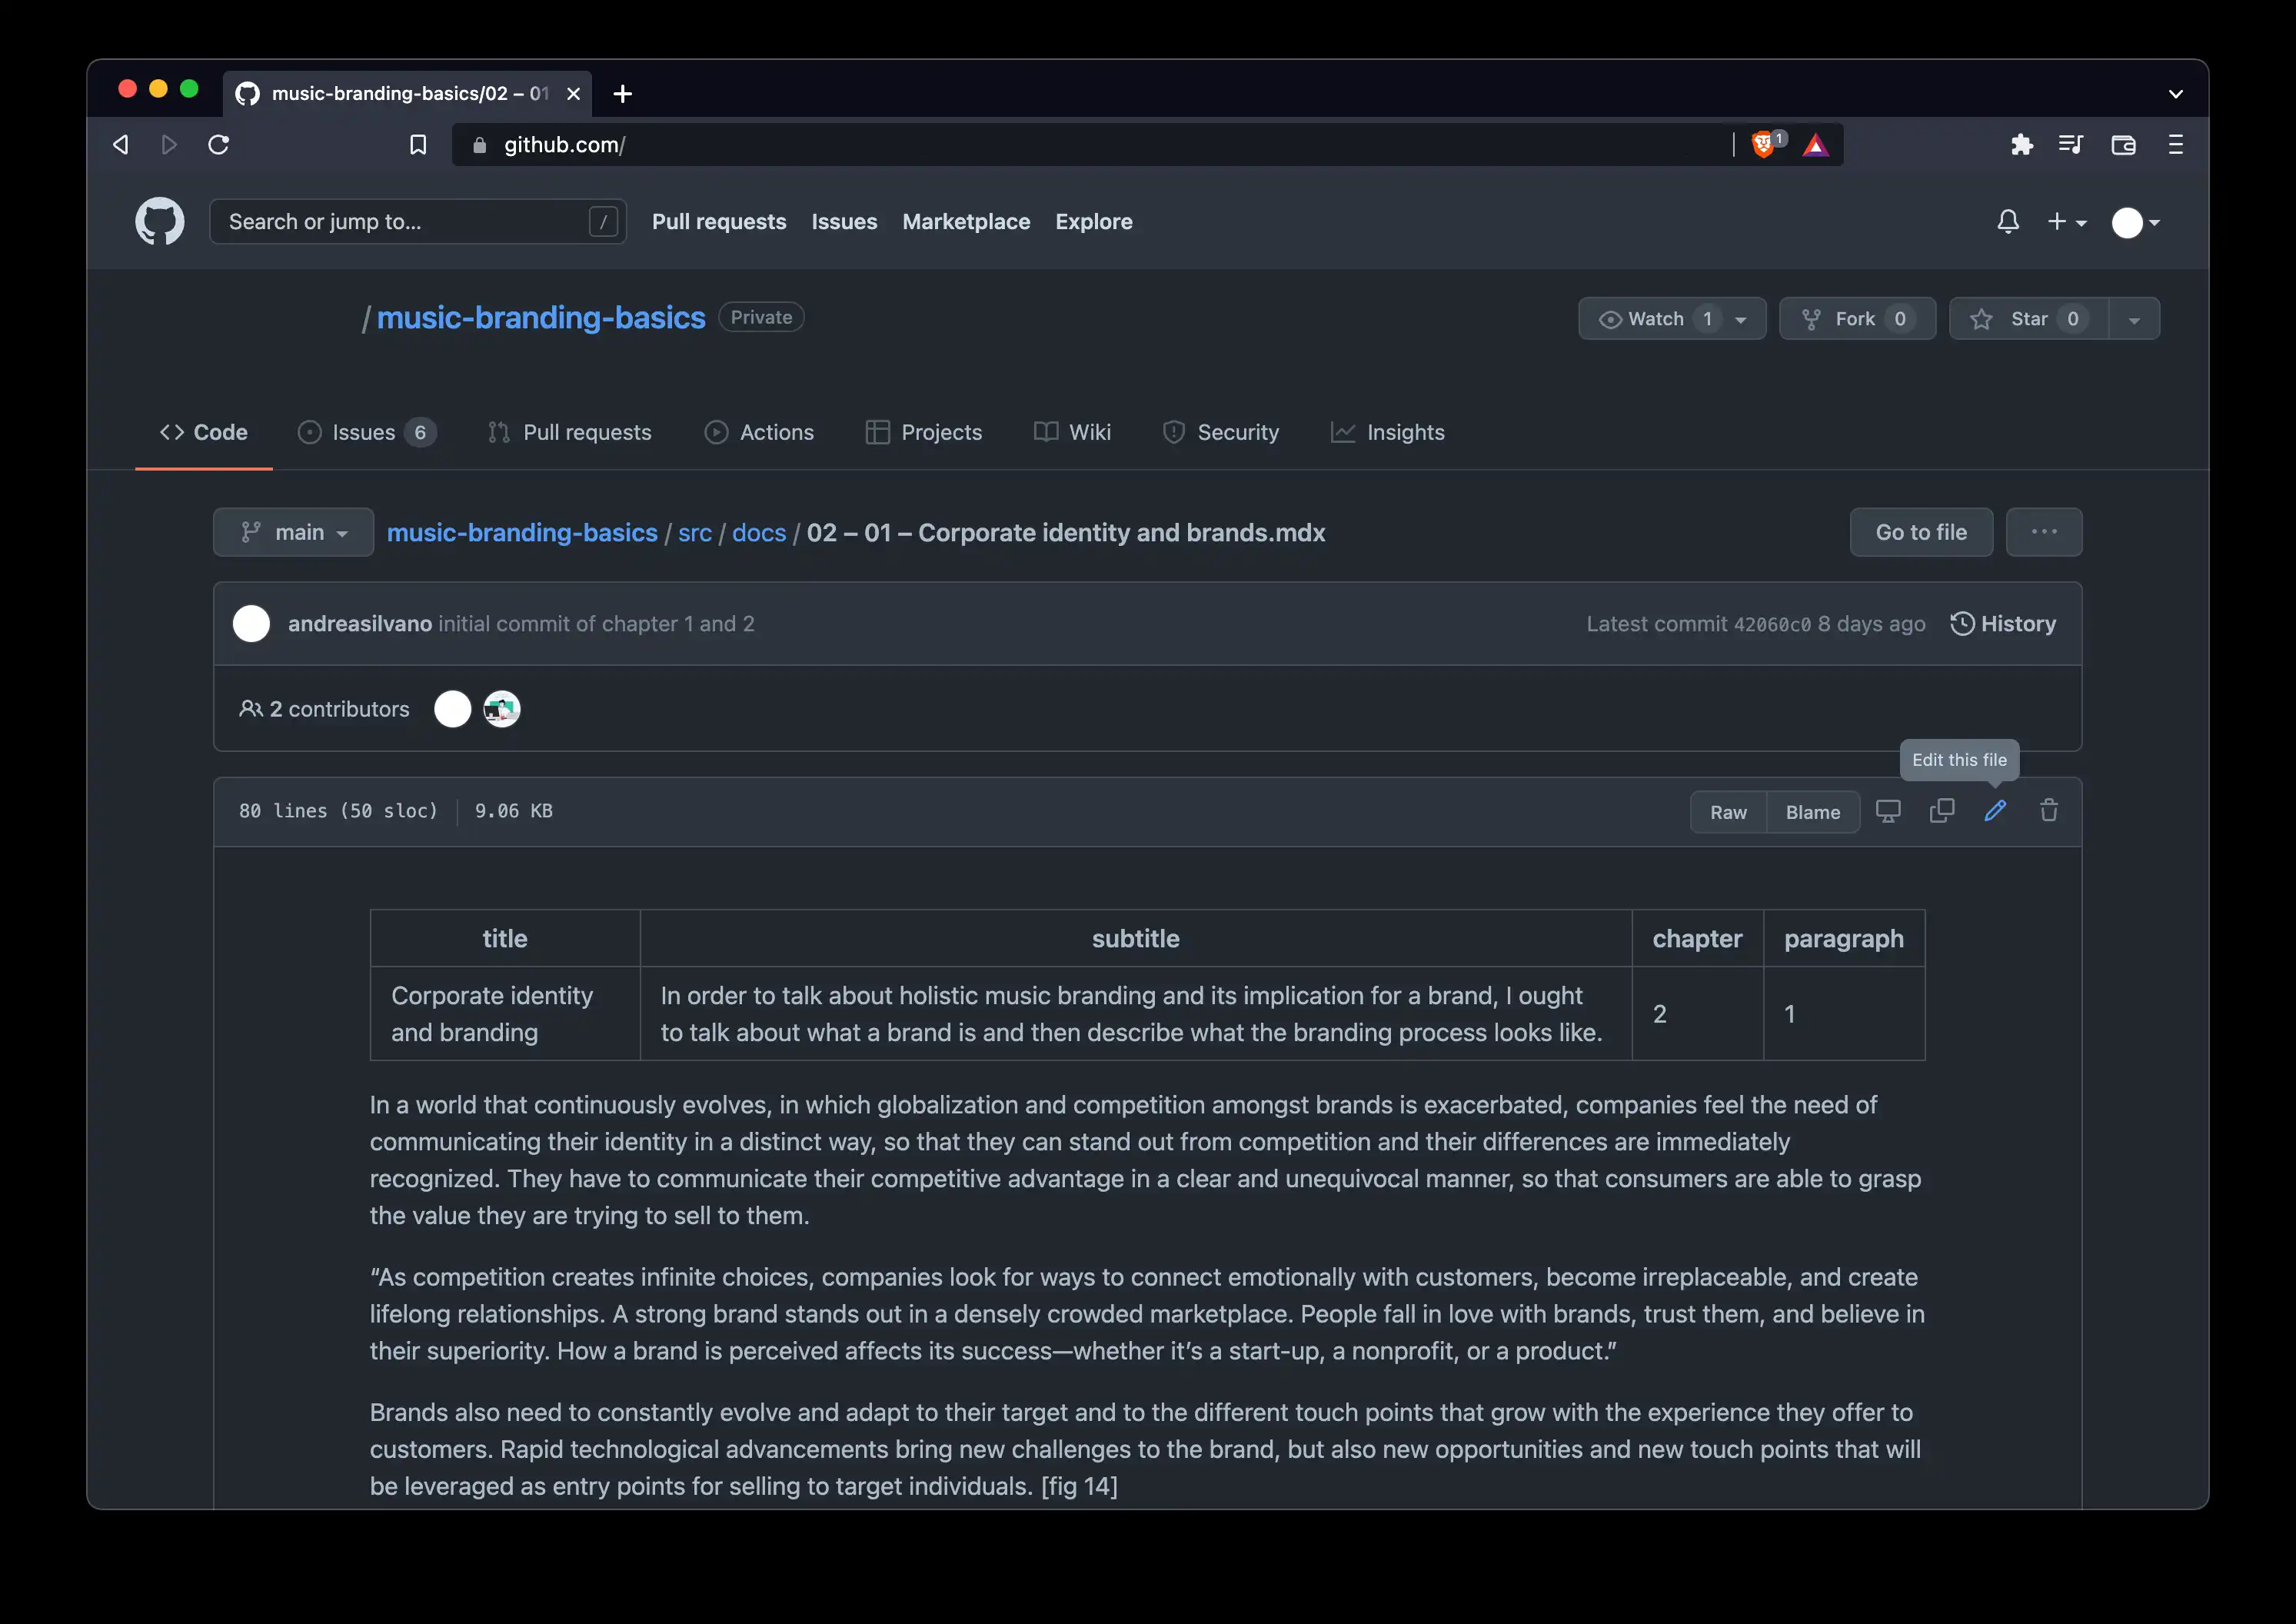 music-branding-basics/02 – 01
github.com/
1
Search or jump to...
/
Pull requests
Issues
Marketplace
Explore
/music-branding-basics
Private
Watch 1
Fork 0
Star 0
Code
Issues 6
Pull requests
Actions
Projects
Wiki
Security
Insights
main
music-branding-basics / src / docs / 02 – 01 – Corporate identity and brands.mdx
Go to file
andreasilvano initial commit of chapter 1 and 2
Latest commit 42060c0 8 days ago
History
2 contributors
Edit this file
80 lines (50 sloc)
9.06 KB
Raw
Blame
title
subtitle
chapter
paragraph
Corporate identity
and branding
In order to talk about holistic music branding and its implication for a brand, I ought
to talk about what a brand is and then describe what the branding process looks like.
2
1
In a world that continuously evolves, in which globalization and competition amongst brands is exacerbated, companies feel the need of
communicating their identity in a distinct way, so that they can stand out from competition and their differences are immediately
recognized. They have to communicate their competitive advantage in a clear and unequivocal manner, so that consumers are able to grasp
the value they are trying to sell to them.
“As competition creates infinite choices, companies look for ways to connect emotionally with customers, become irreplaceable, and create
lifelong relationships. A strong brand stands out in a densely crowded marketplace. People fall in love with brands, trust them, and believe in
their superiority. How a brand is perceived affects its success—whether it’s a start-up, a nonprofit, or a product.”
Brands also need to constantly evolve and adapt to their target and to the different touch points that grow with the experience they offer to
customers. Rapid technological advancements bring new challenges to the brand, but also new opportunities and new touch points that will
be leveraged as entry points for selling to target individuals. [fig 14]